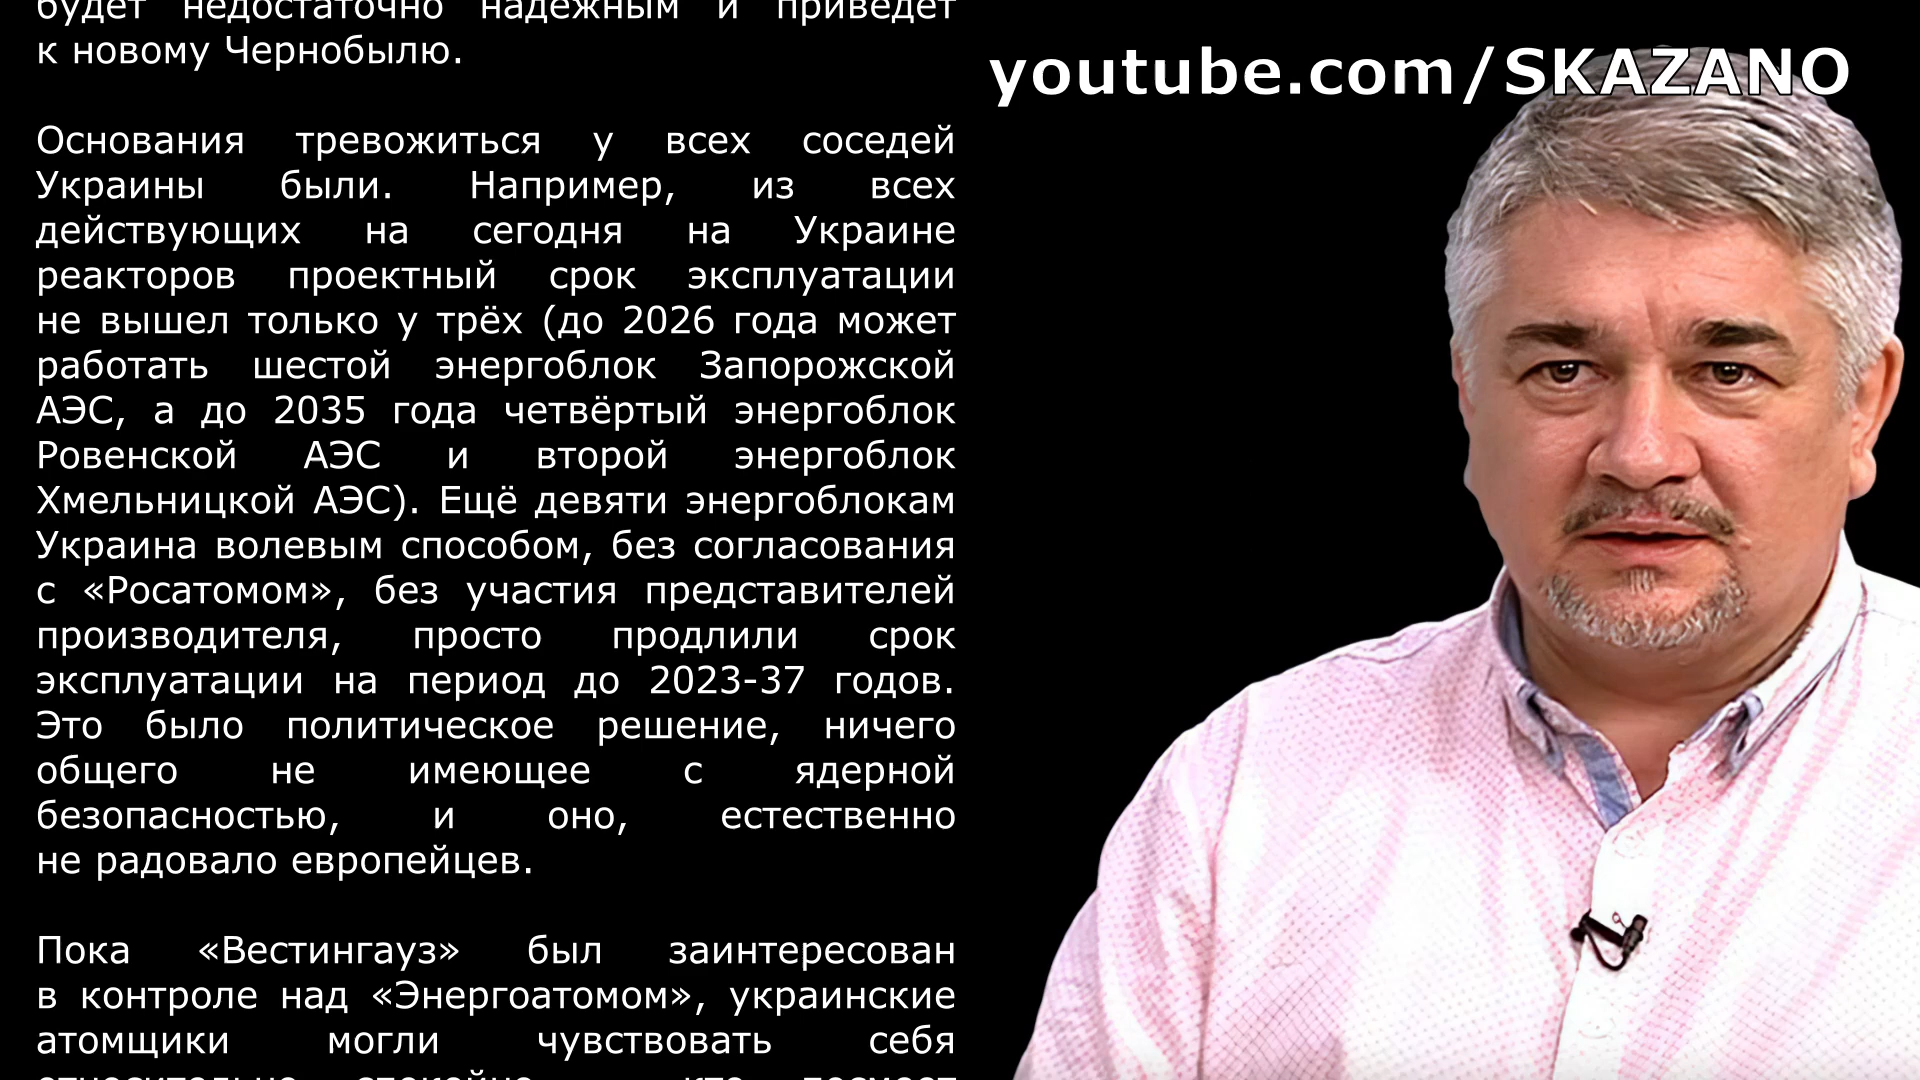 будет недостаточно надёжным и приведёт
к новому Чернобылю.
youtube.com/SKAZANO
Основания тревожиться у всех соседей
Украины были. Например, из всех
действующих на сегодня на Украине
реакторов проектный срок эксплуатации
не вышел только у трёх (до 2026 года может
работать шестой энергоблок Запорожской
АЭС, а до 2035 года четвёртый энергоблок
Ровенской АЭС и второй энергоблок
Хмельницкой АЭС). Ещё девяти энергоблокам
Украина волевым способом, без согласования
с «Росатомом», без участия представителей
производителя, просто продлили срок
эксплуатации на период до 2023-37 годов.
Это было политическое решение, ничего
общего не имеющее с ядерной
безопасностью, и оно, естественно
не радовало европейцев.
Пока «Вестингауз» был заинтересован
в контроле над «Энергоатомом», украинские
атомщики могли чувствовать себя